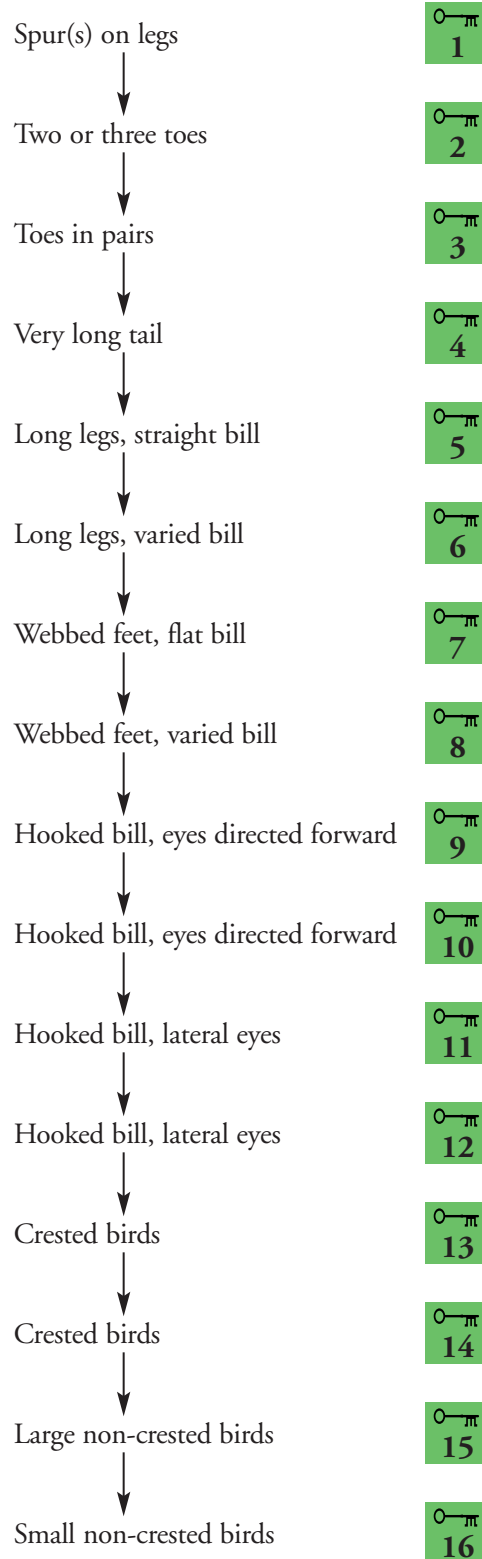 Spur(s) on legs 1
Two or three toes 2
Toes in pairs 3
Very long tail 4
Long legs, straight bill 5
Long legs, varied bill 6
Webbed feet, flat bill 7
Webbed feet, varied bill 8
Hooked bill, eyes directed forward 9
Hooked bill, eyes directed forward 10
Hooked bill, lateral eyes 11
Hooked bill, lateral eyes 12
Crested birds 13
Crested birds 14
Large non-crested birds 15
Small non-crested birds 16